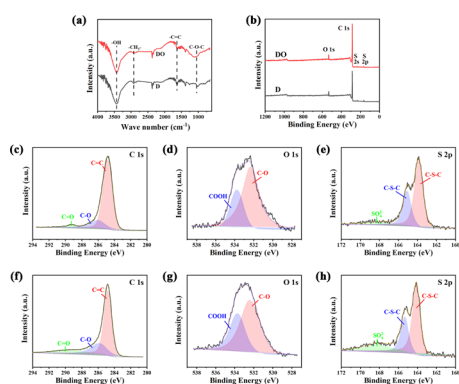 (a)
-OH
-CH2-
-C=C
-C-O-C
DO
D
Intensity (a.u.)
4000 3500 3000 2500 2000 1500 1000
Wave number (cm-1)
(b)
C 1s
O 1s
S 2s
S 2p
DO
D
Intensity (a.u.)
1200 1000 800 600 400 200 0
Binding Energy (eV)
(c)
C 1s
C=C
C=O
C-O
Intensity (a.u.)
294 292 290 288 286 284 282 280
Binding Energy (eV)
(d)
O 1s
C-O
COOH
Intensity (a.u.)
538 536 534 532 530 528
Binding Energy (eV)
(e)
S 2p
C-S-C
C-S-C
Intensity (a.u.)
172 170 168 166 164 162
Binding Energy (eV)
(f)
C 1s
C=C
C=O
C-O
Intensity (a.u.)
294 292 290 288 286 284 282 280
Binding Energy (eV)
(g)
O 1s
C-O
COOH
Intensity (a.u.)
538 536 534 532 530 528
Binding Energy (eV)
(h)
S 2p
C-S-C
C-S-C
Intensity (a.u.)
172 170 168 166 164 162
Binding Energy (eV)